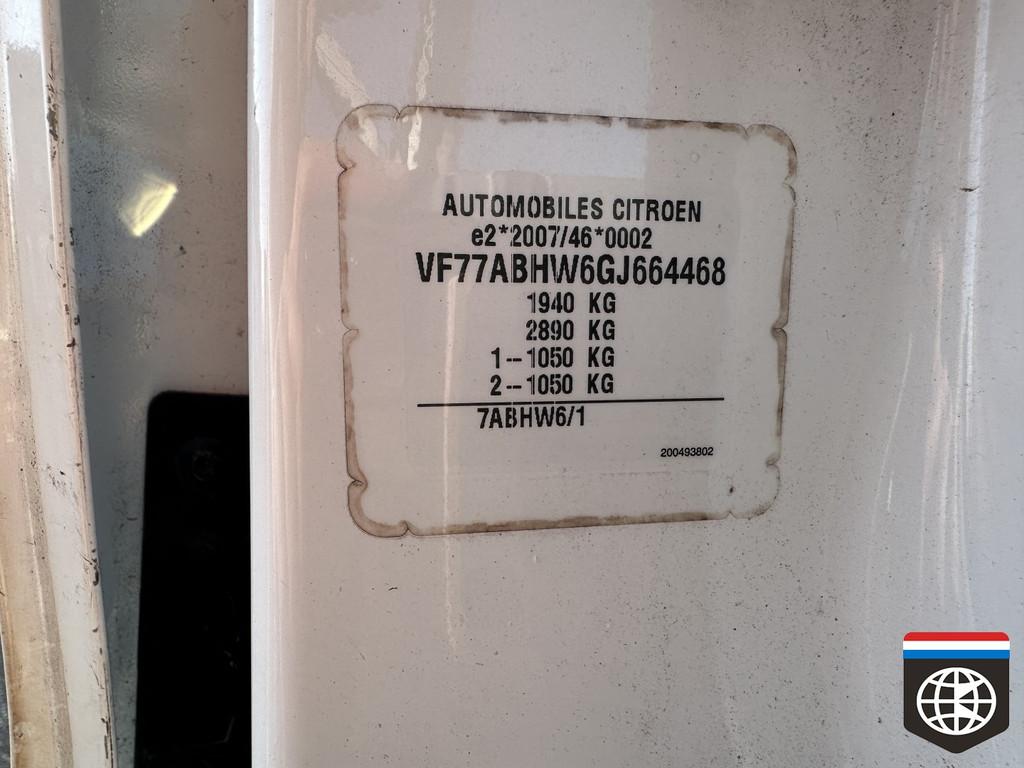 AUTOMOBILES CITROEN
e2*2007/46*0002
VF77ABHW6GJ664468
1940 KG
2890 KG
1--1050 KG
2--1050 KG
7ABHW6/1
200493802